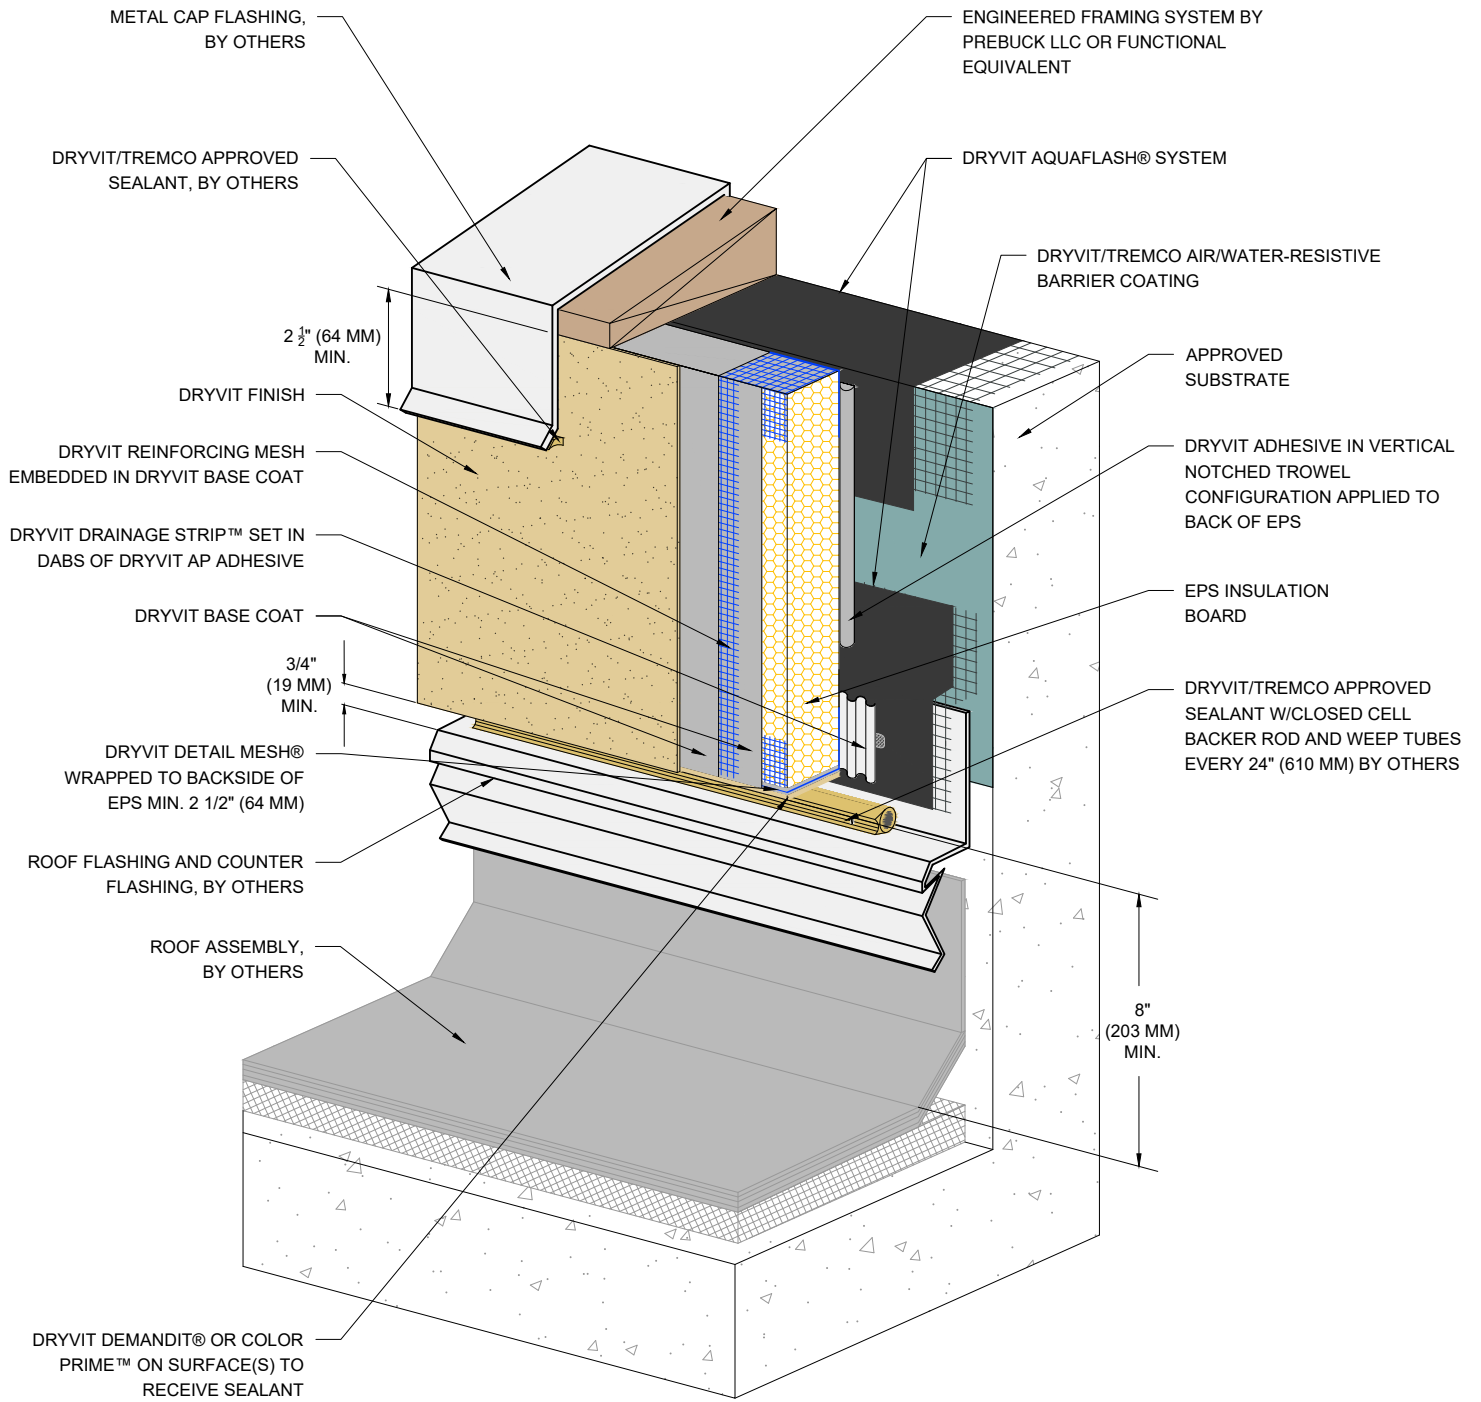 METAL CAP FLASHING,
BY OTHERS
DRYVIT/TREMCO APPROVED
SEALANT, BY OTHERS
2 1/2" (64 MM)
MIN.
DRYVIT FINISH
DRYVIT REINFORCING MESH
EMBEDDED IN DRYVIT BASE COAT
DRYVIT DRAINAGE STRIP™ SET IN
DABS OF DRYVIT AP ADHESIVE
DRYVIT BASE COAT
3/4"
(19 MM)
MIN.
DRYVIT DETAIL MESH®
WRAPPED TO BACKSIDE OF
EPS MIN. 2 1/2" (64 MM)
ROOF FLASHING AND COUNTER
FLASHING, BY OTHERS
ROOF ASSEMBLY,
BY OTHERS
DRYVIT DEMANDIT® OR COLOR
PRIME™ ON SURFACE(S) TO
RECEIVE SEALANT
ENGINEERED FRAMING SYSTEM BY
PREBUCK LLC OR FUNCTIONAL
EQUIVALENT
DRYVIT AQUAFLASH® SYSTEM
DRYVIT/TREMCO AIR/WATER-RESISTIVE
BARRIER COATING
APPROVED
SUBSTRATE
DRYVIT ADHESIVE IN VERTICAL
NOTCHED TROWEL
CONFIGURATION APPLIED TO
BACK OF EPS
EPS INSULATION
BOARD
DRYVIT/TREMCO APPROVED
SEALANT W/CLOSED CELL
BACKER ROD AND WEEP TUBES
EVERY 24" (610 MM) BY OTHERS
8"
(203 MM)
MIN.